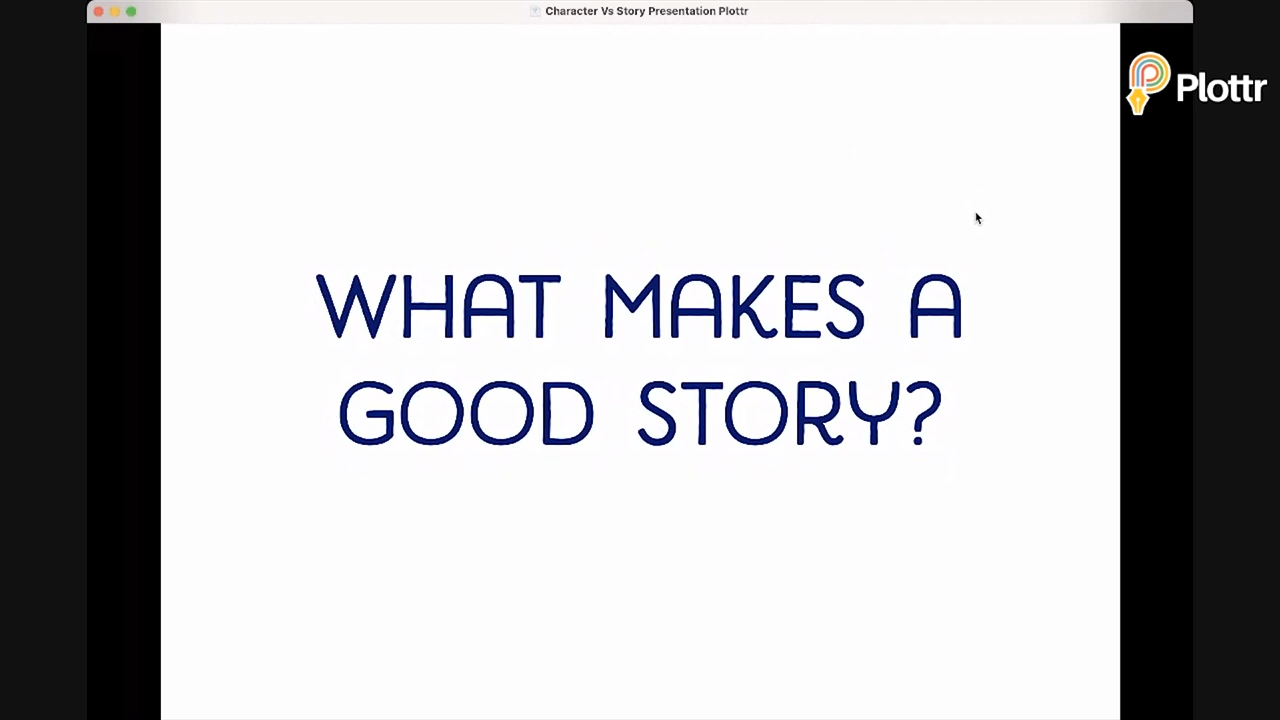 Character Vs Story Presentation Plottr
Plottr
WHAT MAKES A
GOOD STORY?